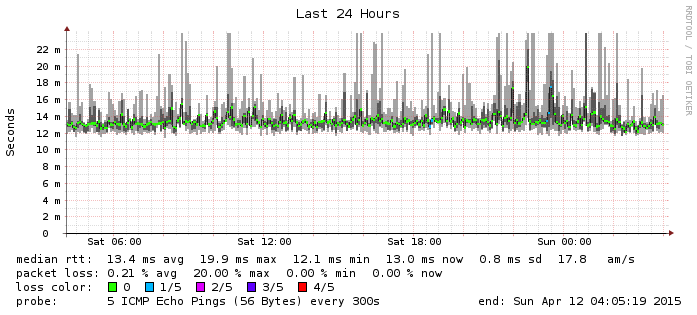 Last 24 Hours
RRDTOOL / TOBI OETIKER
Seconds
22 m
20 m
18 m
16 m
14 m
12 m
10 m
8 m
6 m
4 m
2 m
0
Sat 06:00 Sat 12:00 Sat 18:00 Sun 00:00
median rtt: 13.4 ms avg 19.9 ms max 12.1 ms min 13.0 ms now 0.8 ms sd 17.8 am/s
packet loss: 0.21 % avg 20.00 % max 0.00 % min 0.00 % now
loss color: 0 1/5 2/5 3/5 4/5
probe: 5 ICMP Echo Pings (56 Bytes) every 300s end: Sun Apr 12 04:05:19 2015